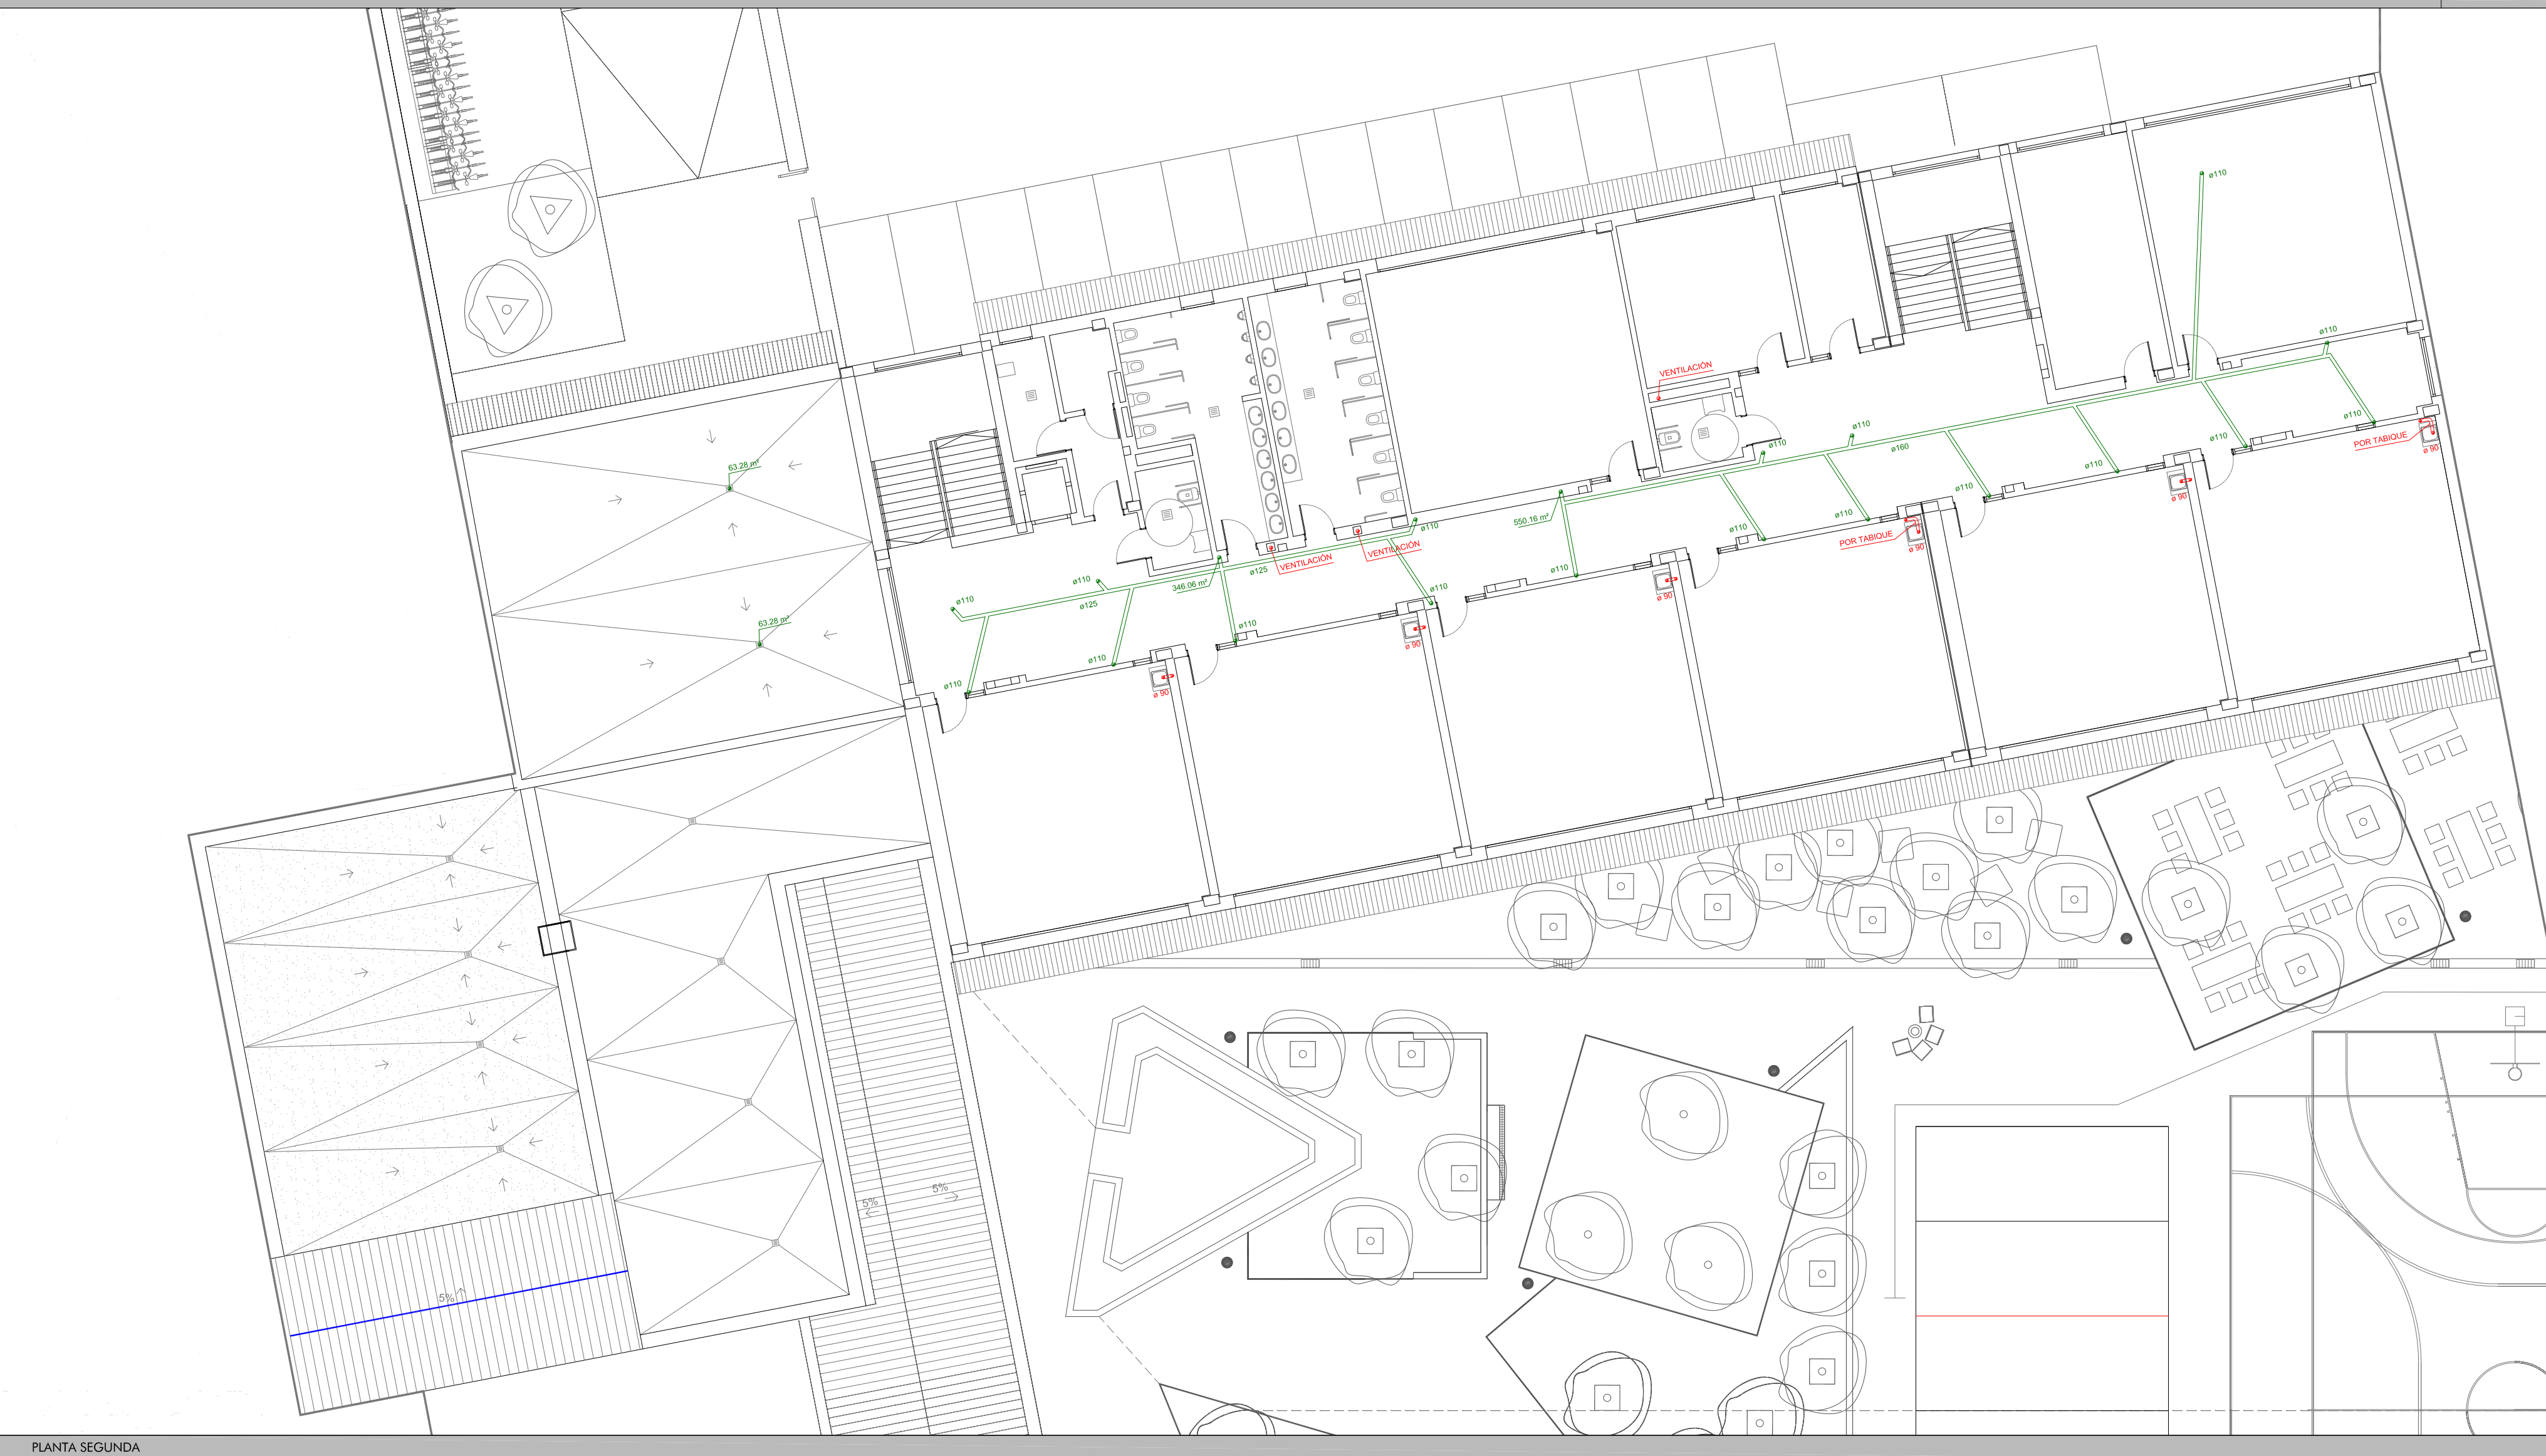 ø110
ø110
VENTILACIÓN
ø110
ø110
ø110
POR TABIQUE
ø 90
ø110
ø110
ø160
63.28 m²
ø110
ø110
ø 90
550.16 m²
ø110
ø110
ø110
VENTILACIÓN
VENTILACIÓN
POR TABIQUE
ø 90
ø125
ø110
ø110
346.06 m²
ø110
ø 90
ø110
ø125
63.28 m²
ø110
ø 90
ø110
ø110
ø 90
5%
5%
5%
PLANTA SEGUNDA